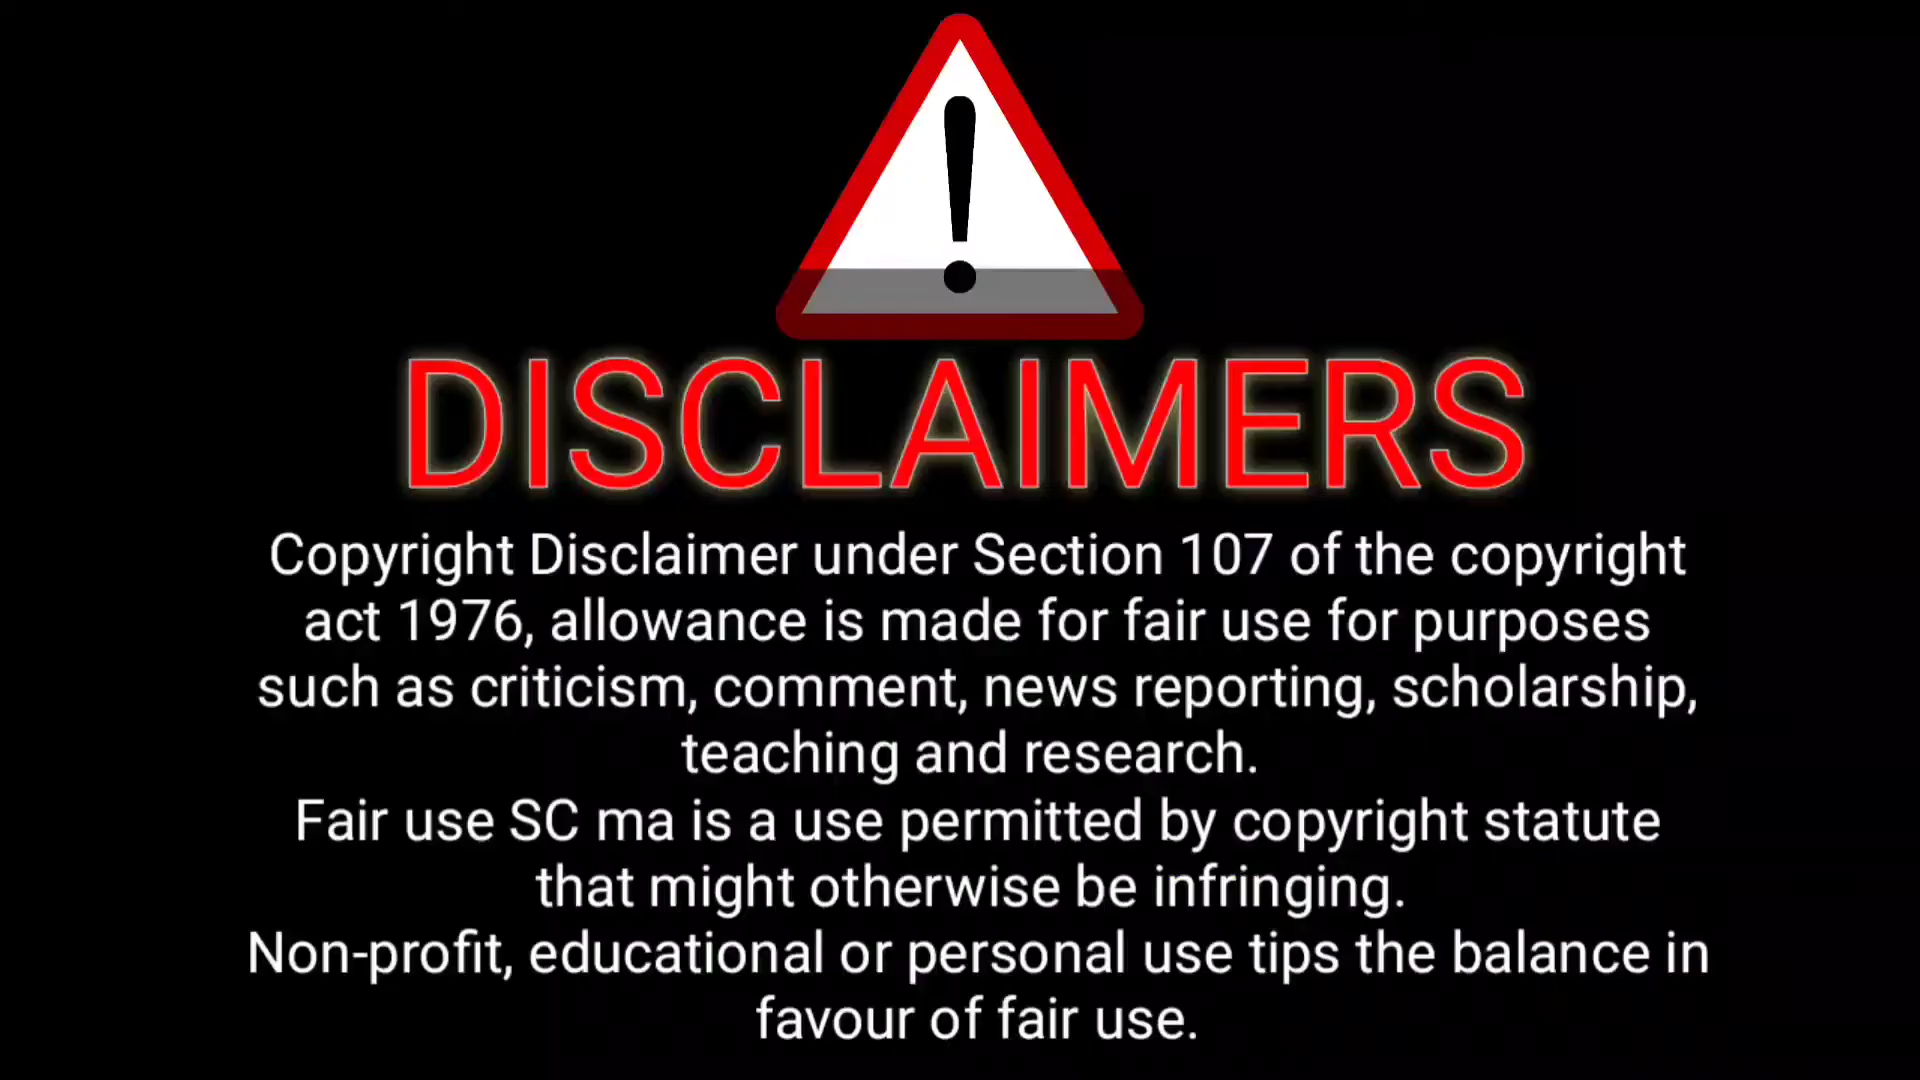 !
DISCLAIMERS
Copyright Disclaimer under Section 107 of the copyright
act 1976, allowance is made for fair use for purposes
such as criticism, comment, news reporting, scholarship,
teaching and research.
Fair use SC ma is a use permitted by copyright statute
that might otherwise be infringing.
Non-profit, educational or personal use tips the balance in
favour of fair use.